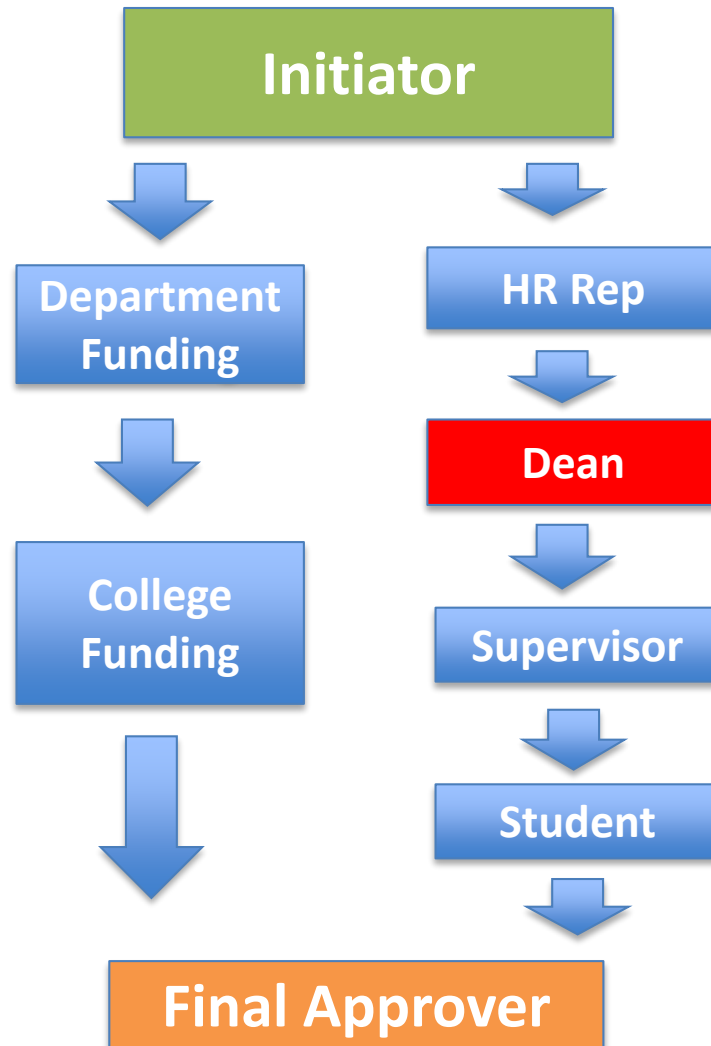 Initiator
Department
Funding
College
Funding
HR Rep
Dean
Supervisor
Student
Final Approver